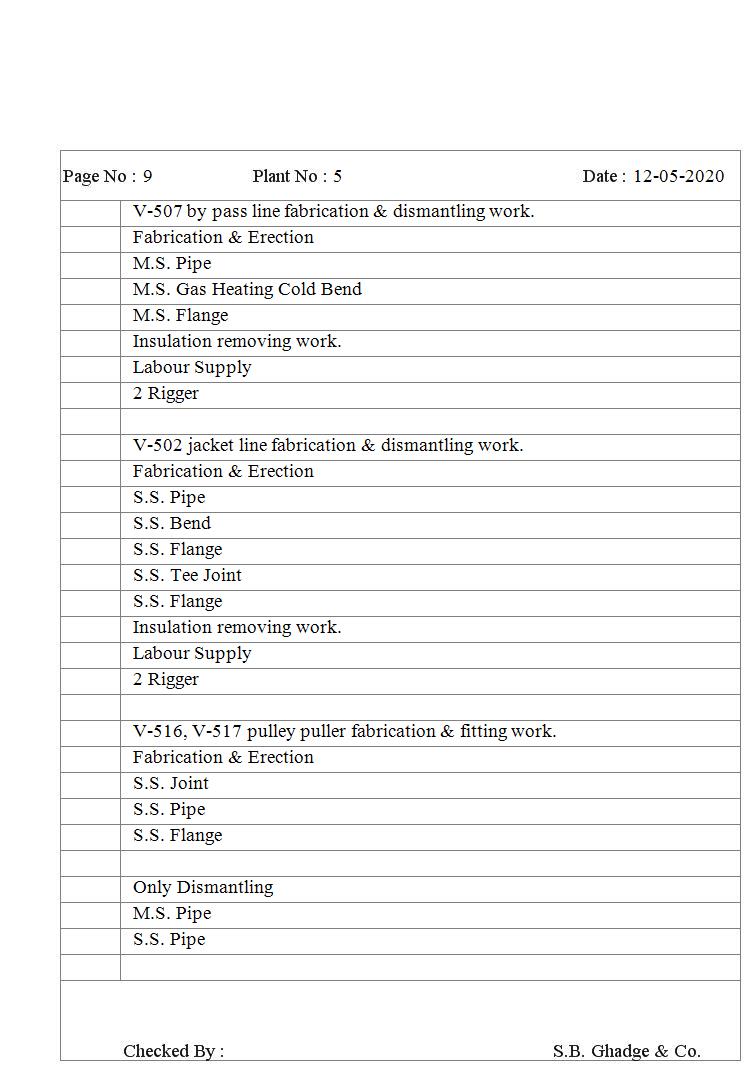 Page No : 9 Plant No : 5 Date : 12-05-2020
V-507 by pass line fabrication & dismantling work.
Fabrication & Erection
M.S. Pipe
M.S. Gas Heating Cold Bend
M.S. Flange
Insulation removing work.
Labour Supply
2 Rigger
V-502 jacket line fabrication & dismantling work.
Fabrication & Erection
S.S. Pipe
S.S. Bend
S.S. Flange
S.S. Tee Joint
S.S. Flange
Insulation removing work.
Labour Supply
2 Rigger
V-516, V-517 pulley puller fabrication & fitting work.
Fabrication & Erection
S.S. Joint
S.S. Pipe
S.S. Flange
Only Dismantling
M.S. Pipe
S.S. Pipe
Checked By : S.B. Ghadge & Co.